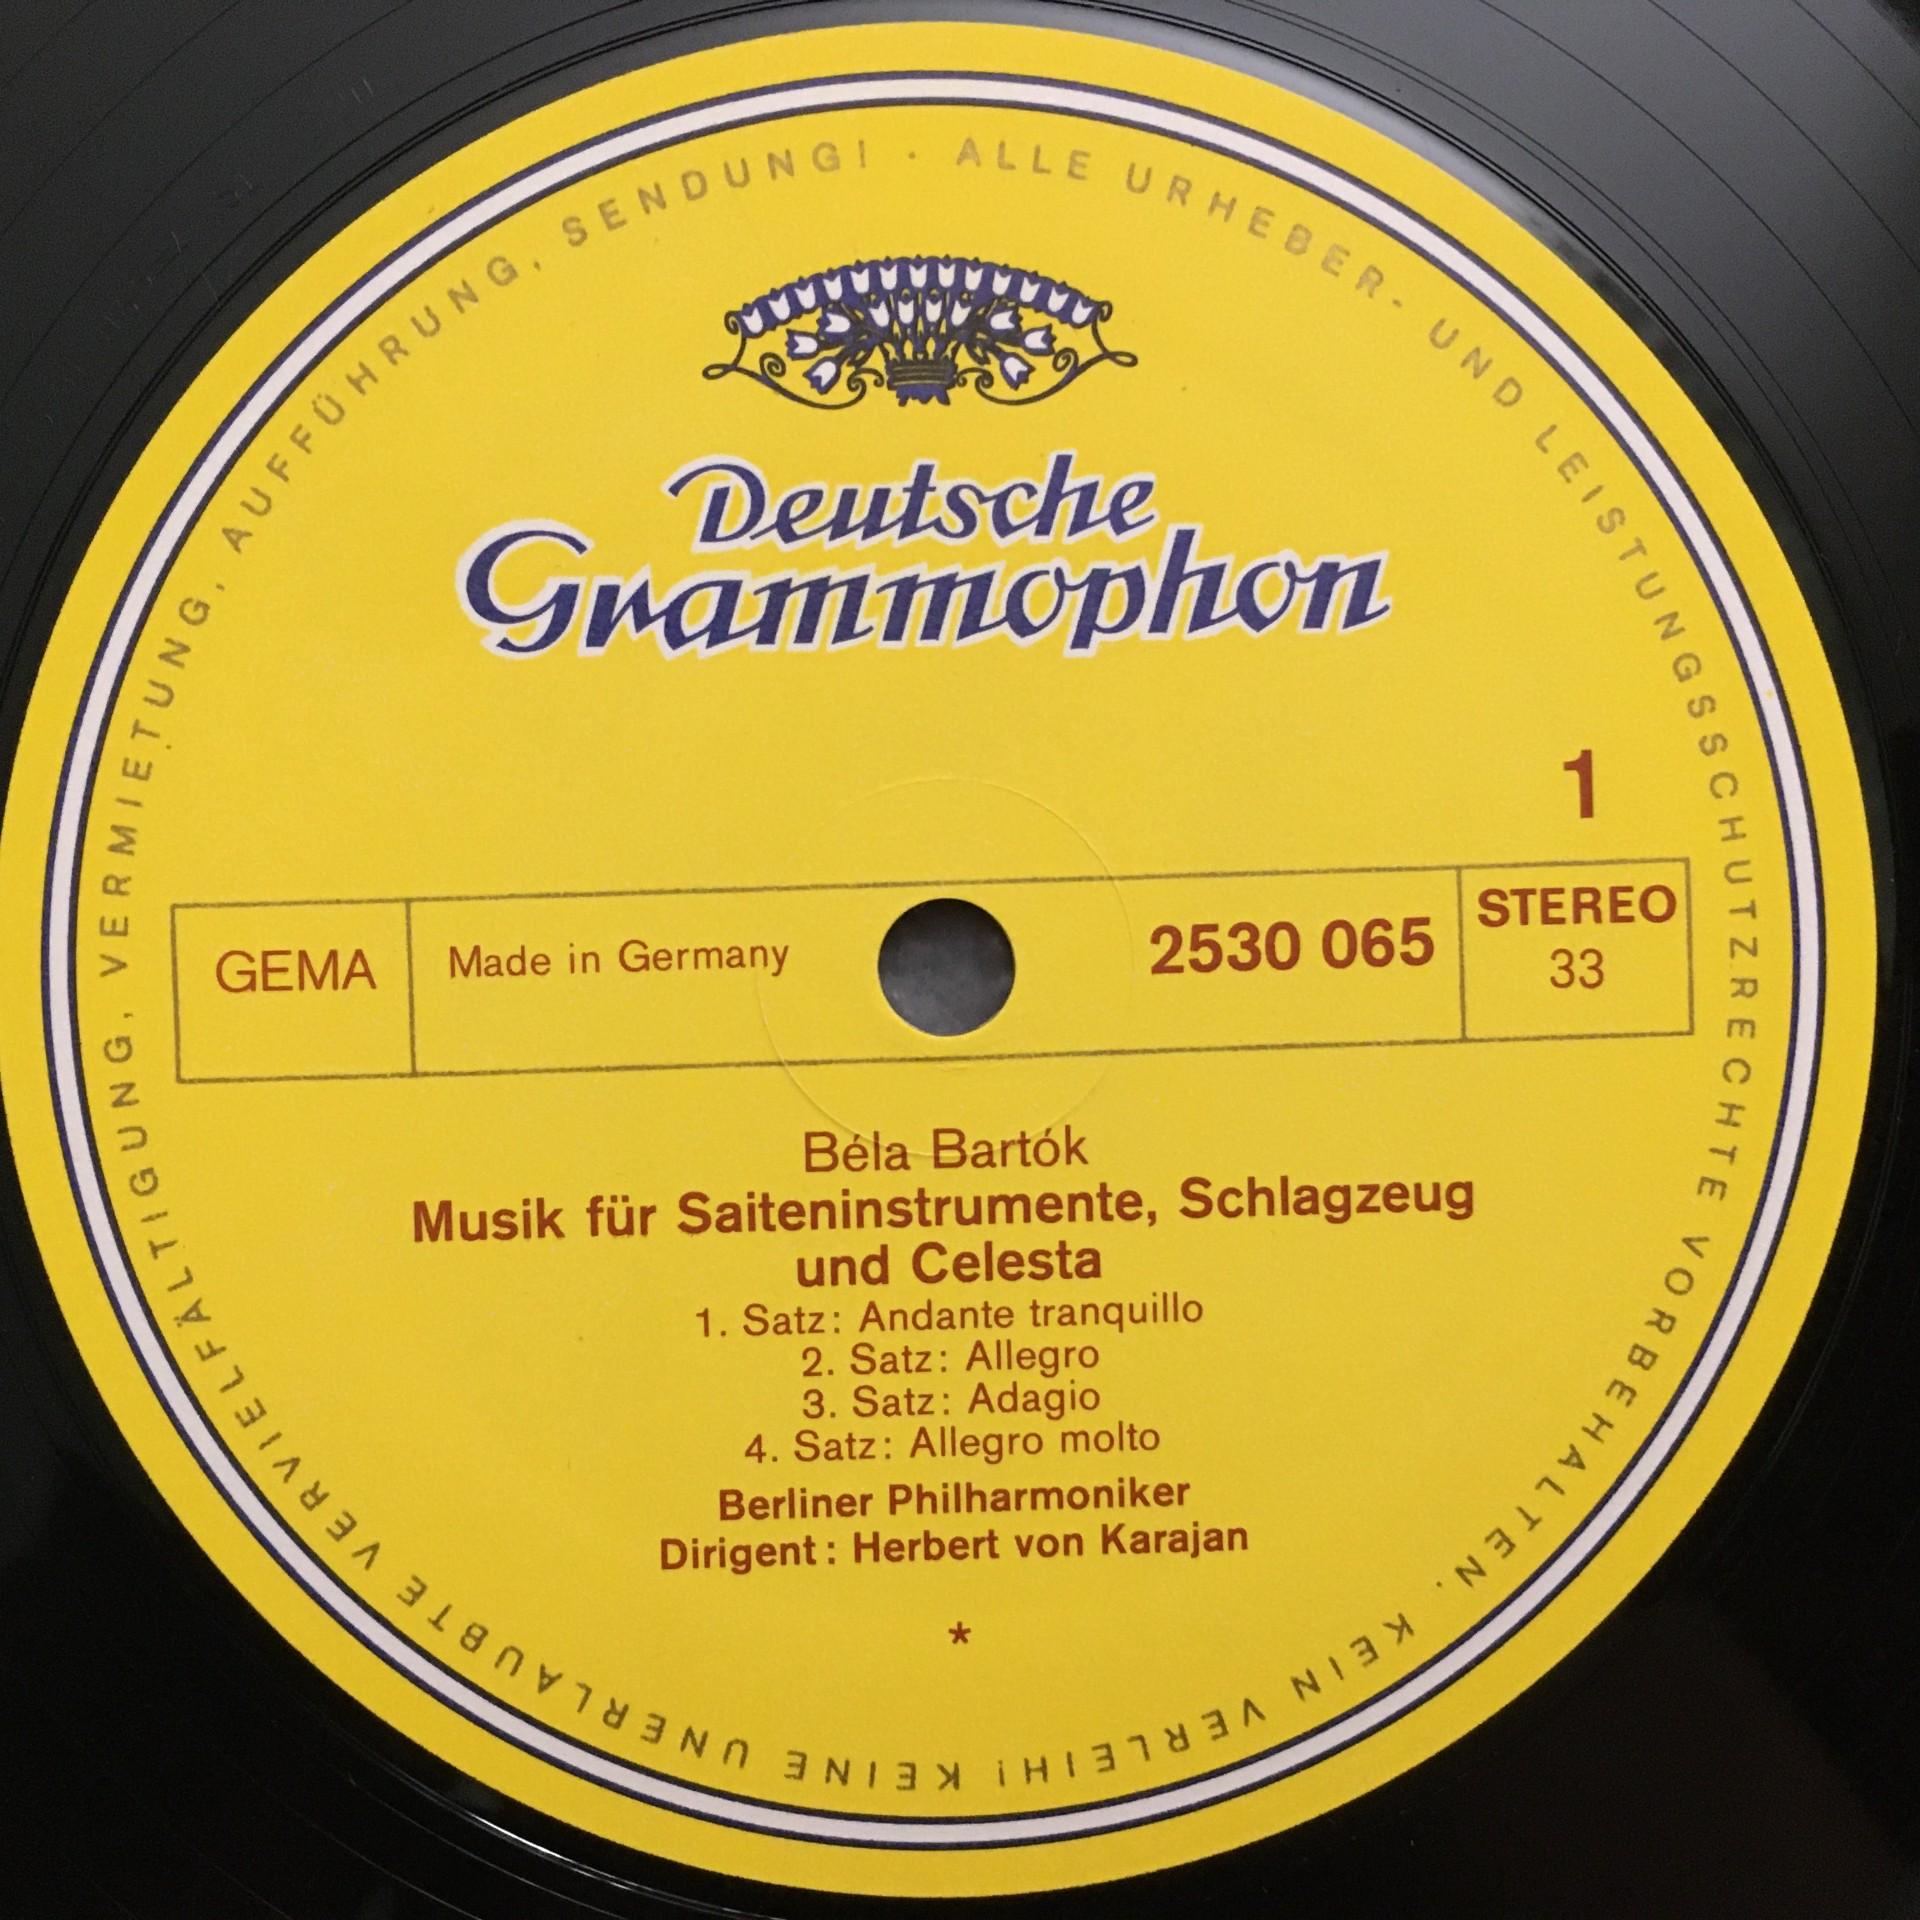 ALLE URHEBER- UND LEISTUNGSSCHUTZRECHTE VORBEHALTEN. KEIN VERLEIH! KEINE UNERLAUBTE VERVIELFÄLTIGUNG, VERMIETUNG, AUFFÜHRUNG, SENDUNG! ·
Deutsche
Grammophon
1
GEMA
Made in Germany
2530 065
STEREO
33
Béla Bartók
Musik für Saiteninstrumente, Schlagzeug
und Celesta
1. Satz: Andante tranquillo
2. Satz: Allegro
3. Satz: Adagio
4. Satz: Allegro molto
Berliner Philharmoniker
Dirigent: Herbert von Karajan
*